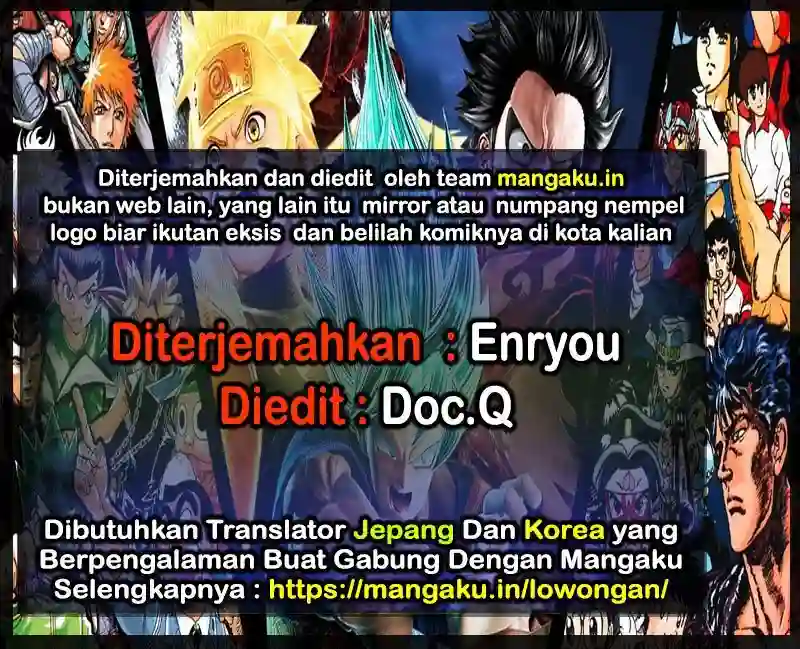 Diterjemahkan dan diedit oleh team mangaku.in
bukan web lain, yang lain itu mirror atau numpang nempel
logo biar ikutan eksis dan belilah komiknya di kota kalian
Diterjemahkan : Enryou
Diedit : Doc.Q
Dibutuhkan Translator Jepang Dan Korea yang
Berpengalaman Buat Gabung Dengan Mangaku
Selengkapnya : https://mangaku.in/lowongan/